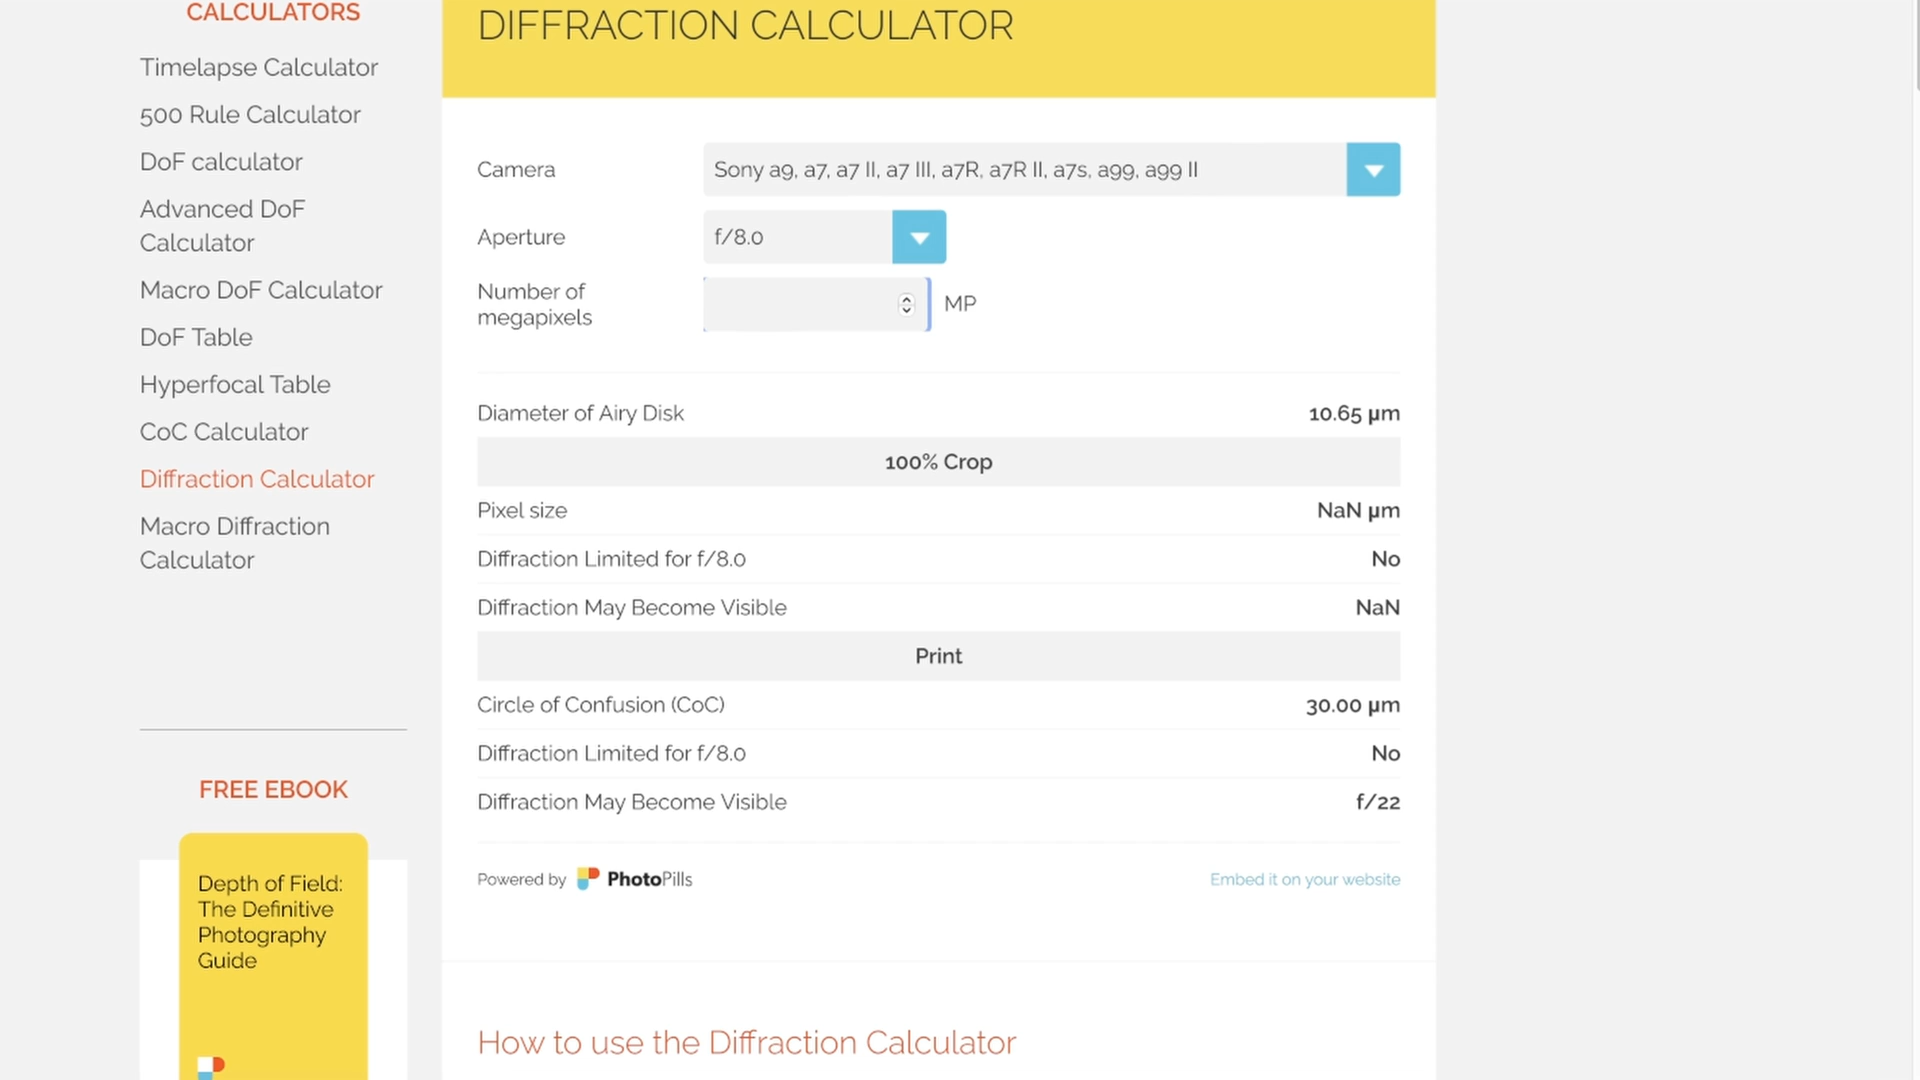 CALCULATORS
Timelapse Calculator
500 Rule Calculator
DoF calculator
Advanced DoF
Calculator
Macro DoF Calculator
DoF Table
Hyperfocal Table
CoC Calculator
Diffraction Calculator
Macro Diffraction
Calculator
FREE EBOOK
Depth of Field:
The Definitive
Photography
Guide
DIFFRACTION CALCULATOR
Camera Sony a9, a7, a7 II, a7 III, a7R, a7R II, a7s, a99, a99 II
Aperture f/8.0
Number of
megapixels MP
Diameter of Airy Disk 10.65 µm
100% Crop
Pixel size NaN µm
Diffraction Limited for f/8.0 No
Diffraction May Become Visible NaN
Print
Circle of Confusion (CoC) 30.00 µm
Diffraction Limited for f/8.0 No
Diffraction May Become Visible f/22
Powered by PhotoPills Embed it on your website
How to use the Diffraction Calculator